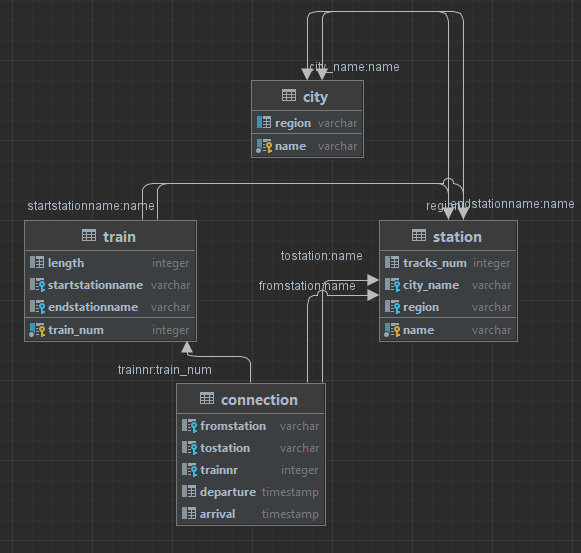 city_name:name
city
region varchar
name varchar
startstationname:name
endstationname:name
train
length integer
startstationname varchar
endstationname varchar
train_num integer
station
tracks_num integer
city_name varchar
region varchar
name varchar
tostation:name
fromstation:name
trainnr:train_num
connection
fromstation varchar
tostation varchar
trainnr integer
departure timestamp
arrival timestamp